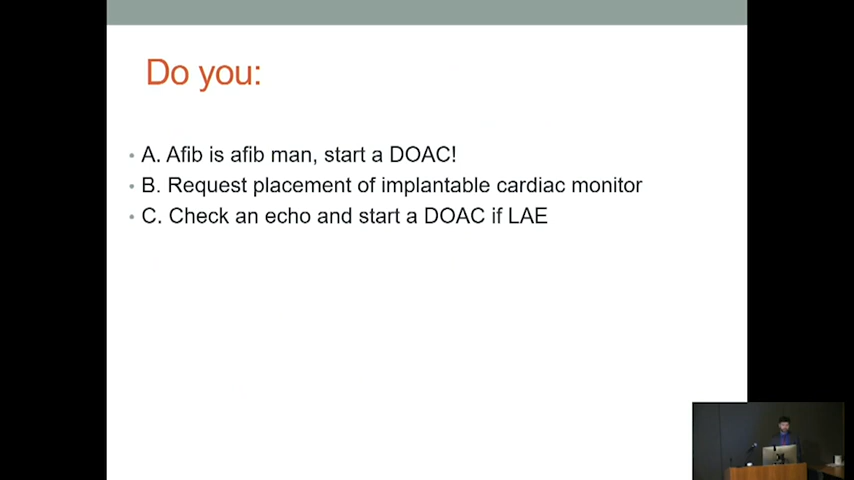 Do you:
• A. Afib is afib man, start a DOAC!
• B. Request placement of implantable cardiac monitor
• C. Check an echo and start a DOAC if LAE